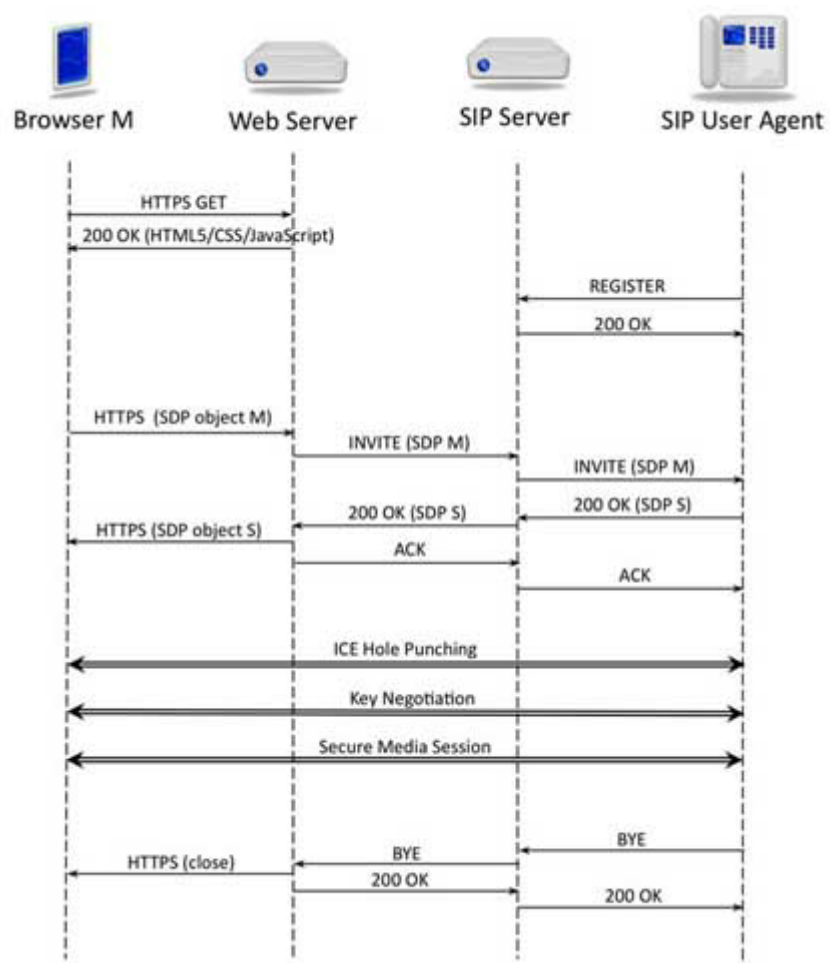 Browser M
Web Server
SIP Server
SIP User Agent
HTTPS GET
200 OK (HTML5/CSS/JavaScript)
REGISTER
200 OK
HTTPS (SDP object M)
INVITE (SDP M)
INVITE (SDP M)
200 OK (SDP S)
200 OK (SDP S)
HTTPS (SDP object S)
ACK
ACK
ICE Hole Punching
Key Negotiation
Secure Media Session
BYE
BYE
HTTPS (close)
200 OK
200 OK